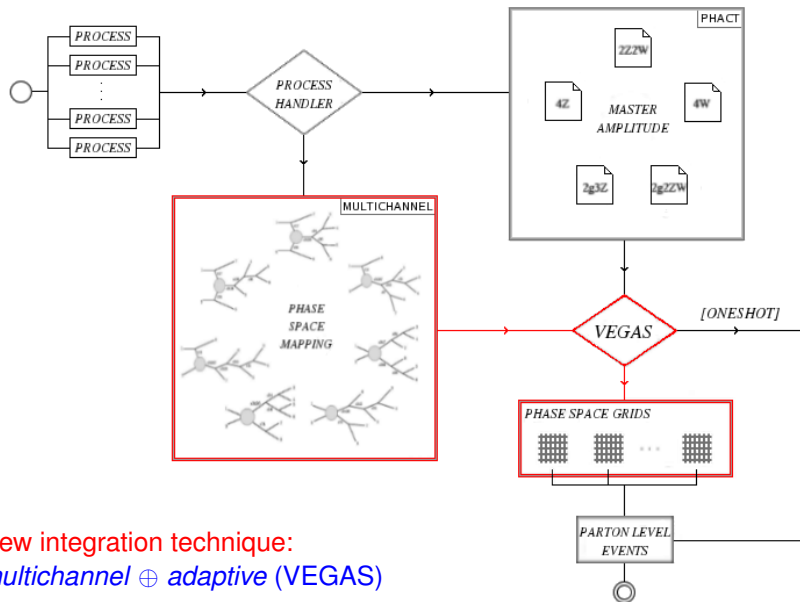 PROCESS
PROCESS
PROCESS
PROCESS
PROCESS
HANDLER
PHACT
2Z2W
4Z
4W
MASTER
AMPLITUDE
2g3Z
2g2ZW
MULTICHANNEL
PHASE
SPACE
MAPPING
VEGAS
[ONESHOT]
PHASE SPACE GRIDS
PARTON LEVEL
EVENTS
ew integration technique:
ultichannel ⊕ adaptive (VEGAS)